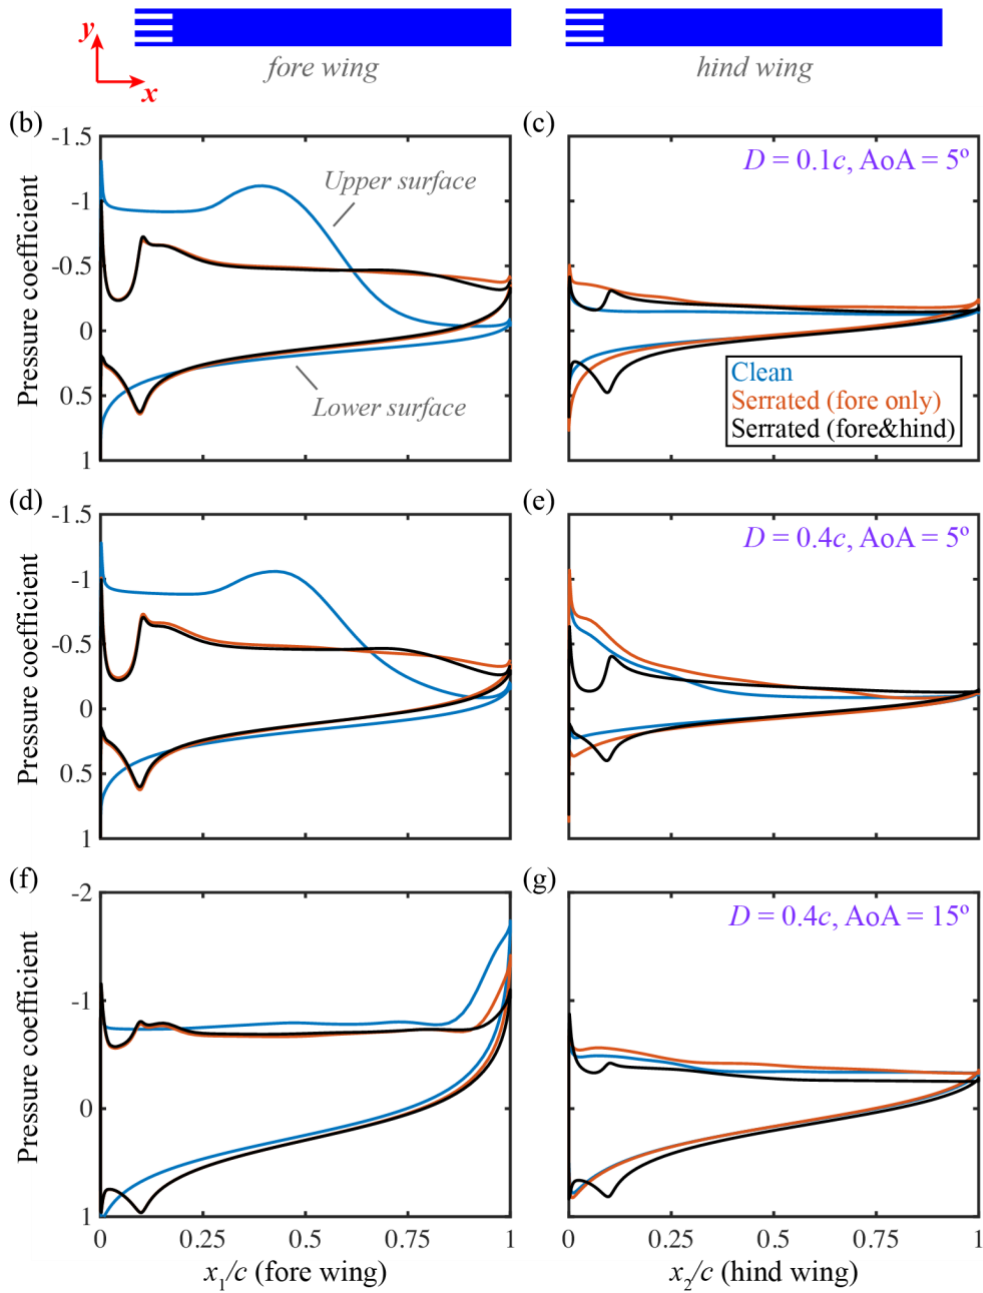 y
x
fore wing
hind wing
(b)
(c)
-1.5
-1
-0.5
0
0.5
1
Pressure coefficient
Upper surface
Lower surface
D = 0.1c, AoA = 5º
Clean
Serrated (fore only)
Serrated (fore&hind)
(d)
(e)
-1.5
-1
-0.5
0
0.5
1
Pressure coefficient
D = 0.4c, AoA = 5º
(f)
(g)
-2
-1
0
1
Pressure coefficient
D = 0.4c, AoA = 15º
0 0.25 0.5 0.75 1
0 0.25 0.5 0.75 1
x1/c (fore wing)
x2/c (hind wing)